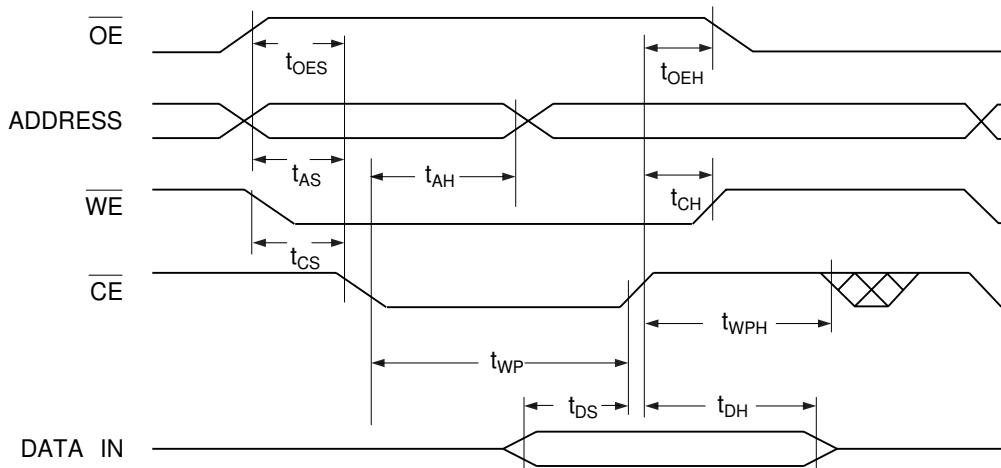 OE
tOES
tOEH
ADDRESS
tAS
tAH
tCH
WE
tCS
CE
tWPH
tWP
tDS
tDH
DATA IN